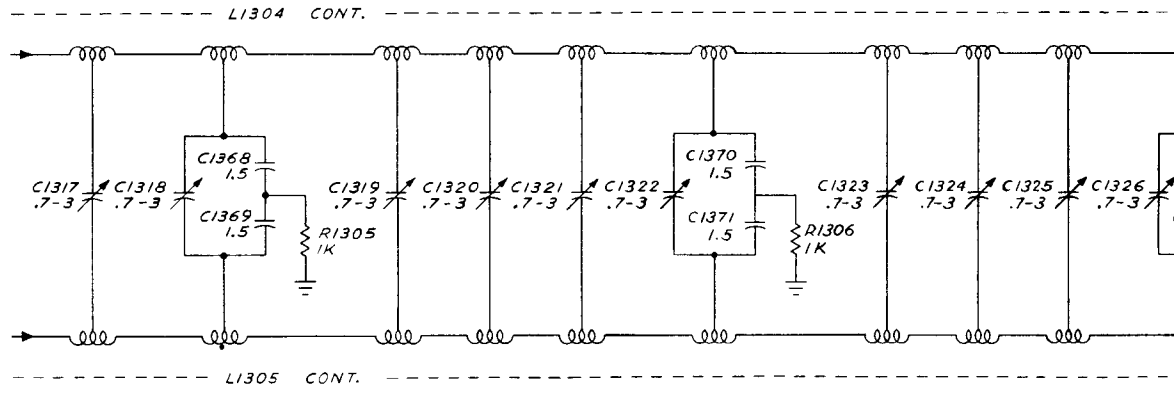 L1304 CONT.
C1317
.7-3
C1318
.7-3
C1368
1.5
C1369
1.5
R1305
1K
C1319
.7-3
C1320
.7-3
C1321
.7-3
C1322
.7-3
C1370
1.5
C1371
1.5
R1306
1K
C1323
.7-3
C1324
.7-3
C1325
.7-3
C1326
.7-3
L1305 CONT.